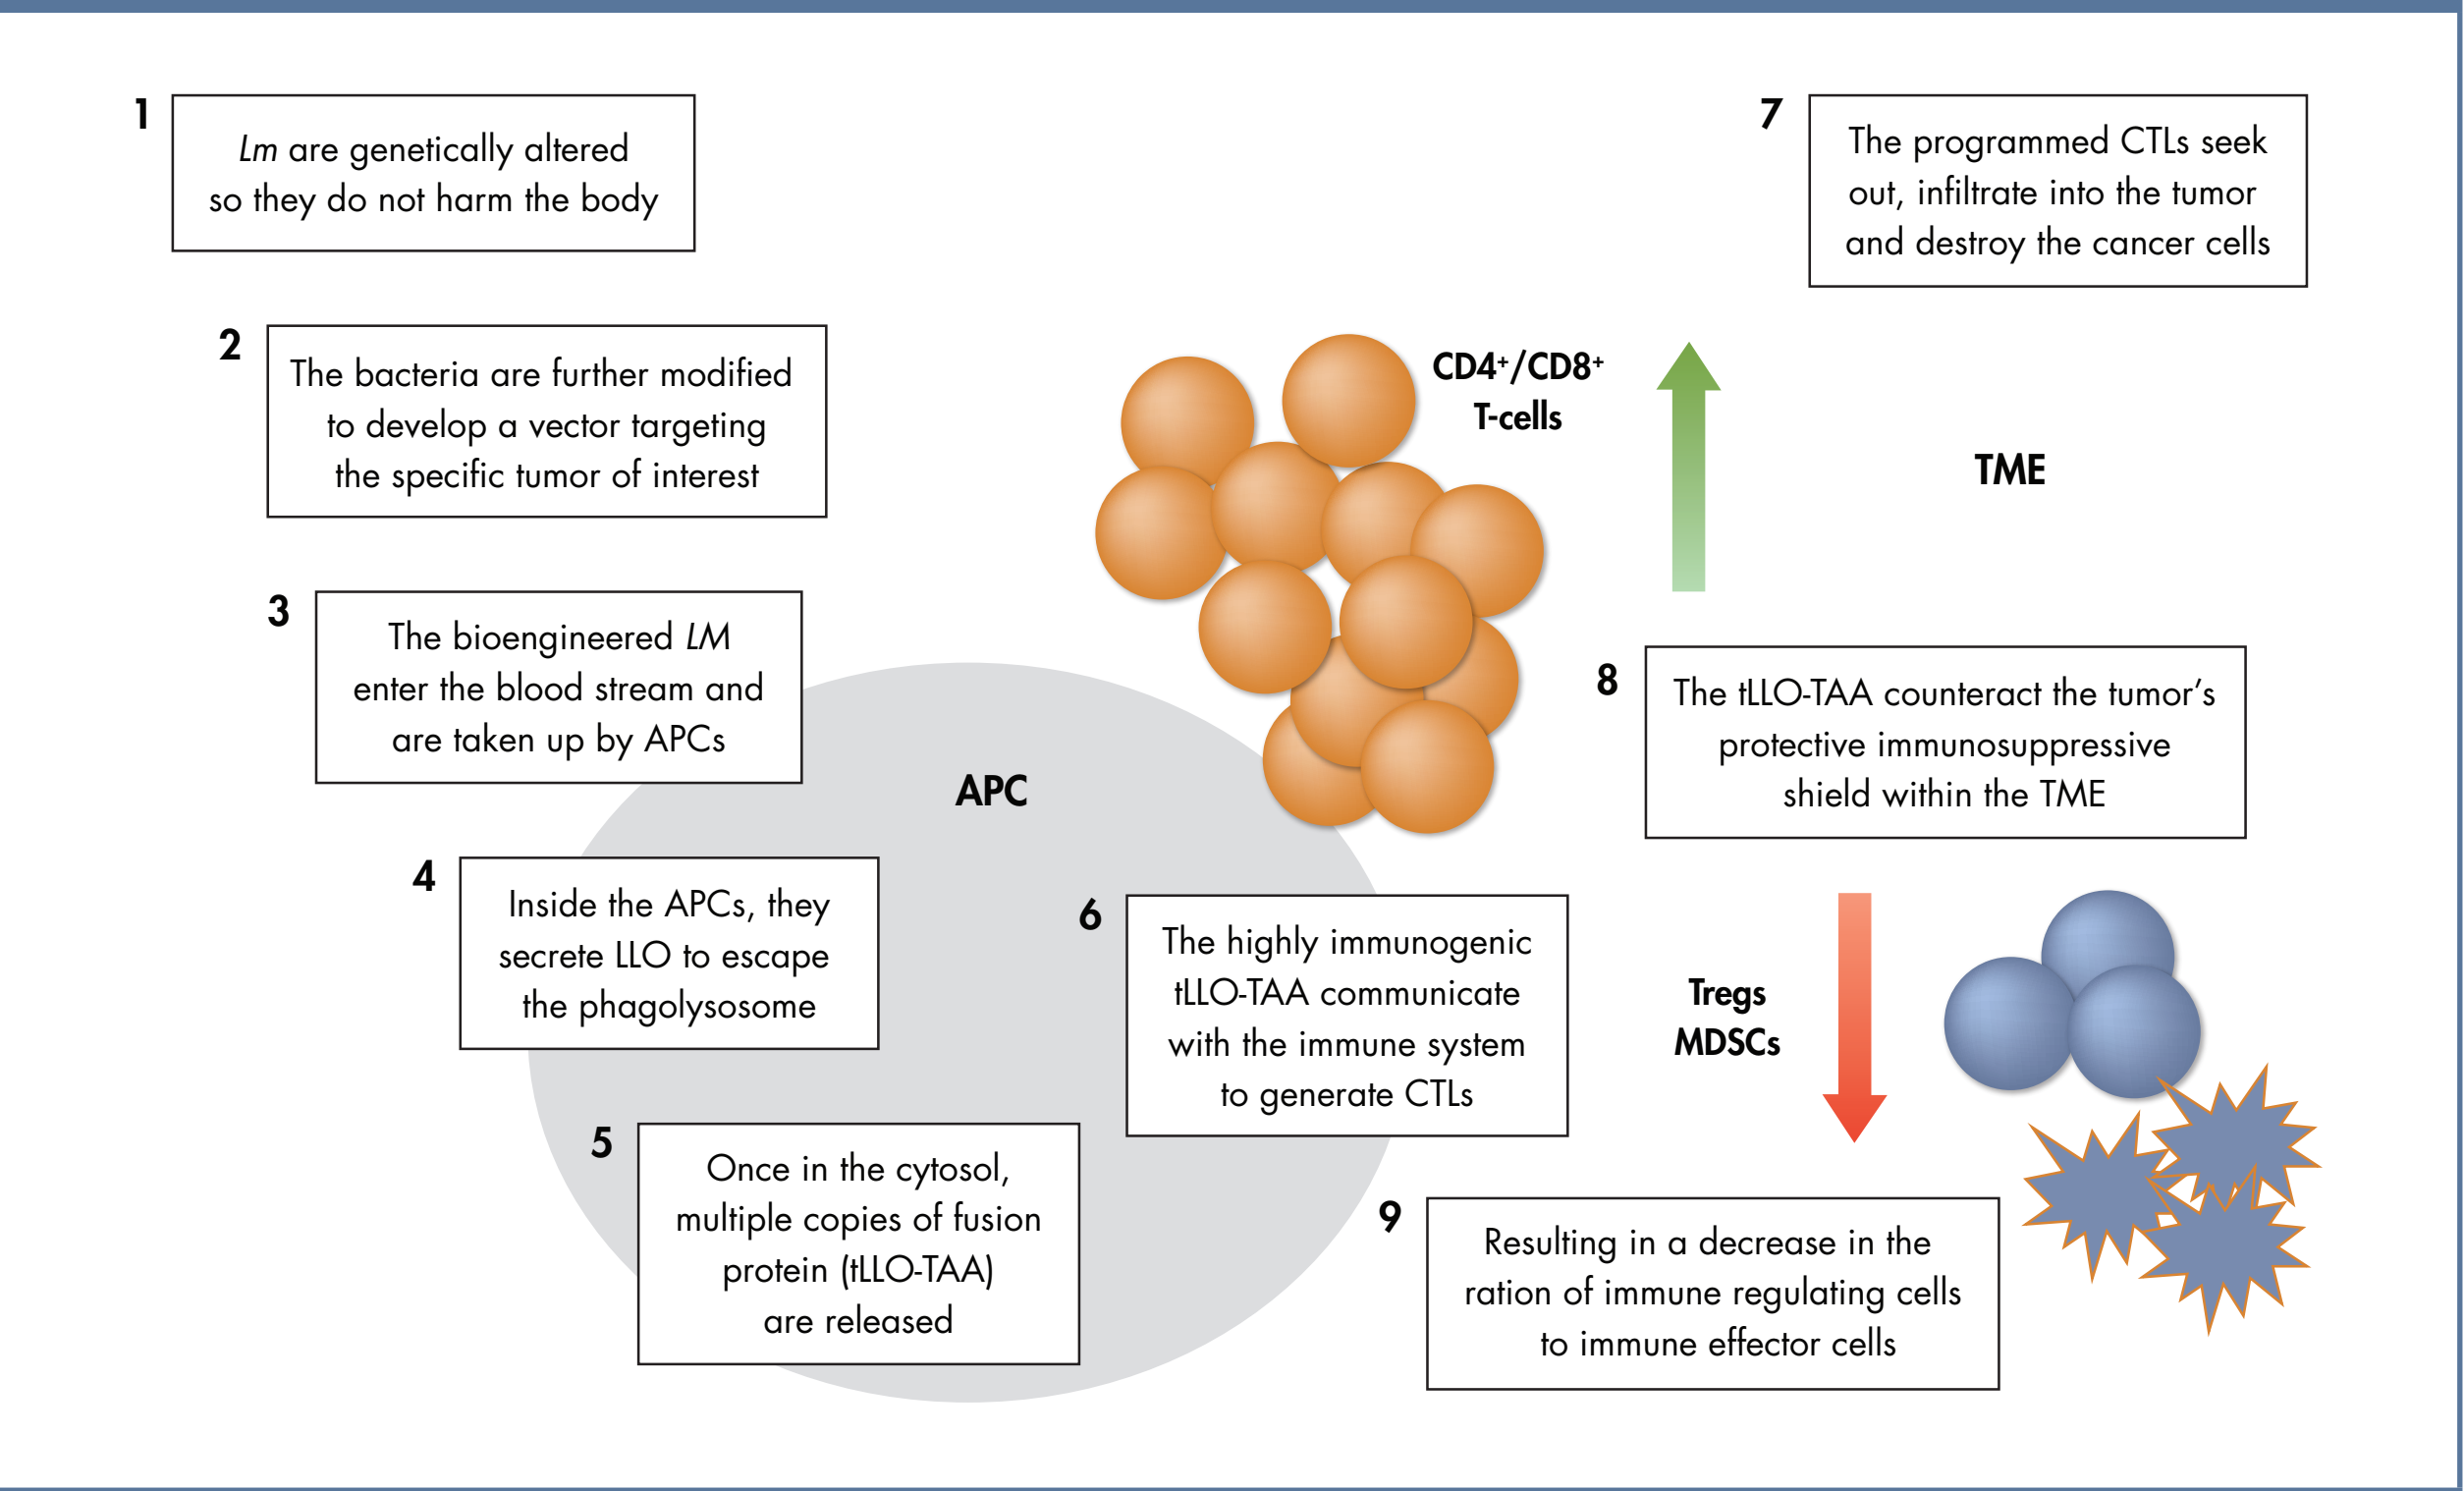 1
Lm are genetically altered
so they do not harm the body
2
The bacteria are further modified
to develop a vector targeting
the specific tumor of interest
3
The bioengineered LM
enter the blood stream and
are taken up by APCs
APC
4
Inside the APCs, they
secrete LLO to escape
the phagolysosome
5
Once in the cytosol,
multiple copies of fusion
protein (tLLO-TAA)
are released
6
The highly immunogenic
tLLO-TAA communicate
with the immune system
to generate CTLs
CD4⁺/CD8⁺
T-cells
7
The programmed CTLs seek
out, infiltrate into the tumor
and destroy the cancer cells
TME
8
The tLLO-TAA counteract the tumor’s
protective immunosuppressive
shield within the TME
Tregs
MDSCs
9
Resulting in a decrease in the
ration of immune regulating cells
to immune effector cells